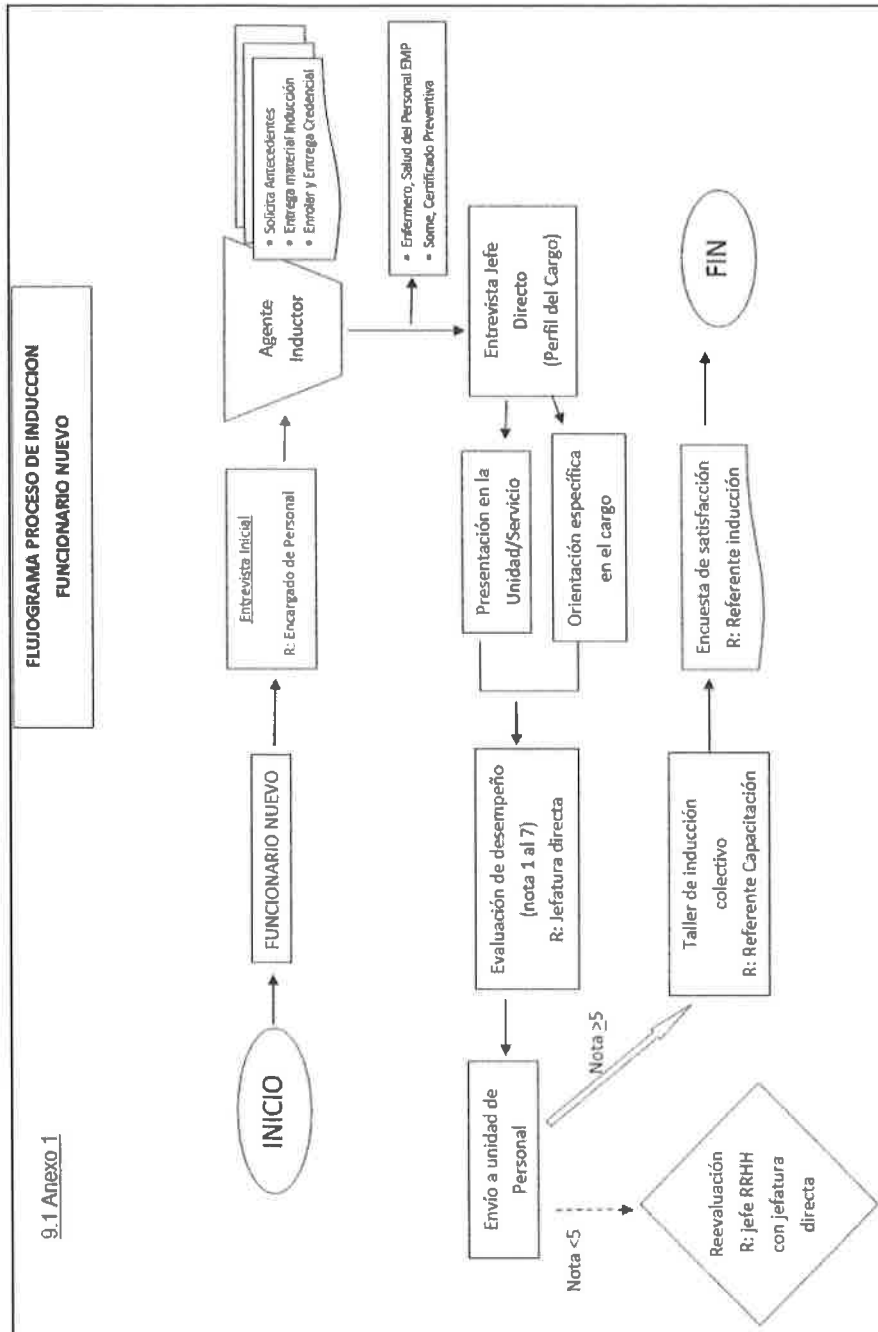 9.1 Anexo 1
FLUJOGRAMA PROCESO DE INDUCCION
FUNCIONARIO NUEVO
INICIO
FUNCIONARIO NUEVO
Entrevista Inicial
R: Encargado de Personal
Agente
Inductor
• Solicita Antecedentes
• Entrega material Inducción
• Enrolar y Entrega Credencial
• Enfermero, Salud del Personal EMP
• Some, Certificado Preventiva
Entrevista Jefe
Directo
(Perfil del Cargo)
Presentación en la
Unidad/Servicio
Orientación específica
en el cargo
Evaluación de desempeño
(nota 1 al 7)
R: Jefatura directa
Envío a unidad de
Personal
Nota <5
Nota ≥5
Reevaluación
R: jefe RRHH
con jefatura
directa
Taller de inducción
colectivo
R: Referente Capacitación
Encuesta de satisfacción
R: Referente inducción
FIN